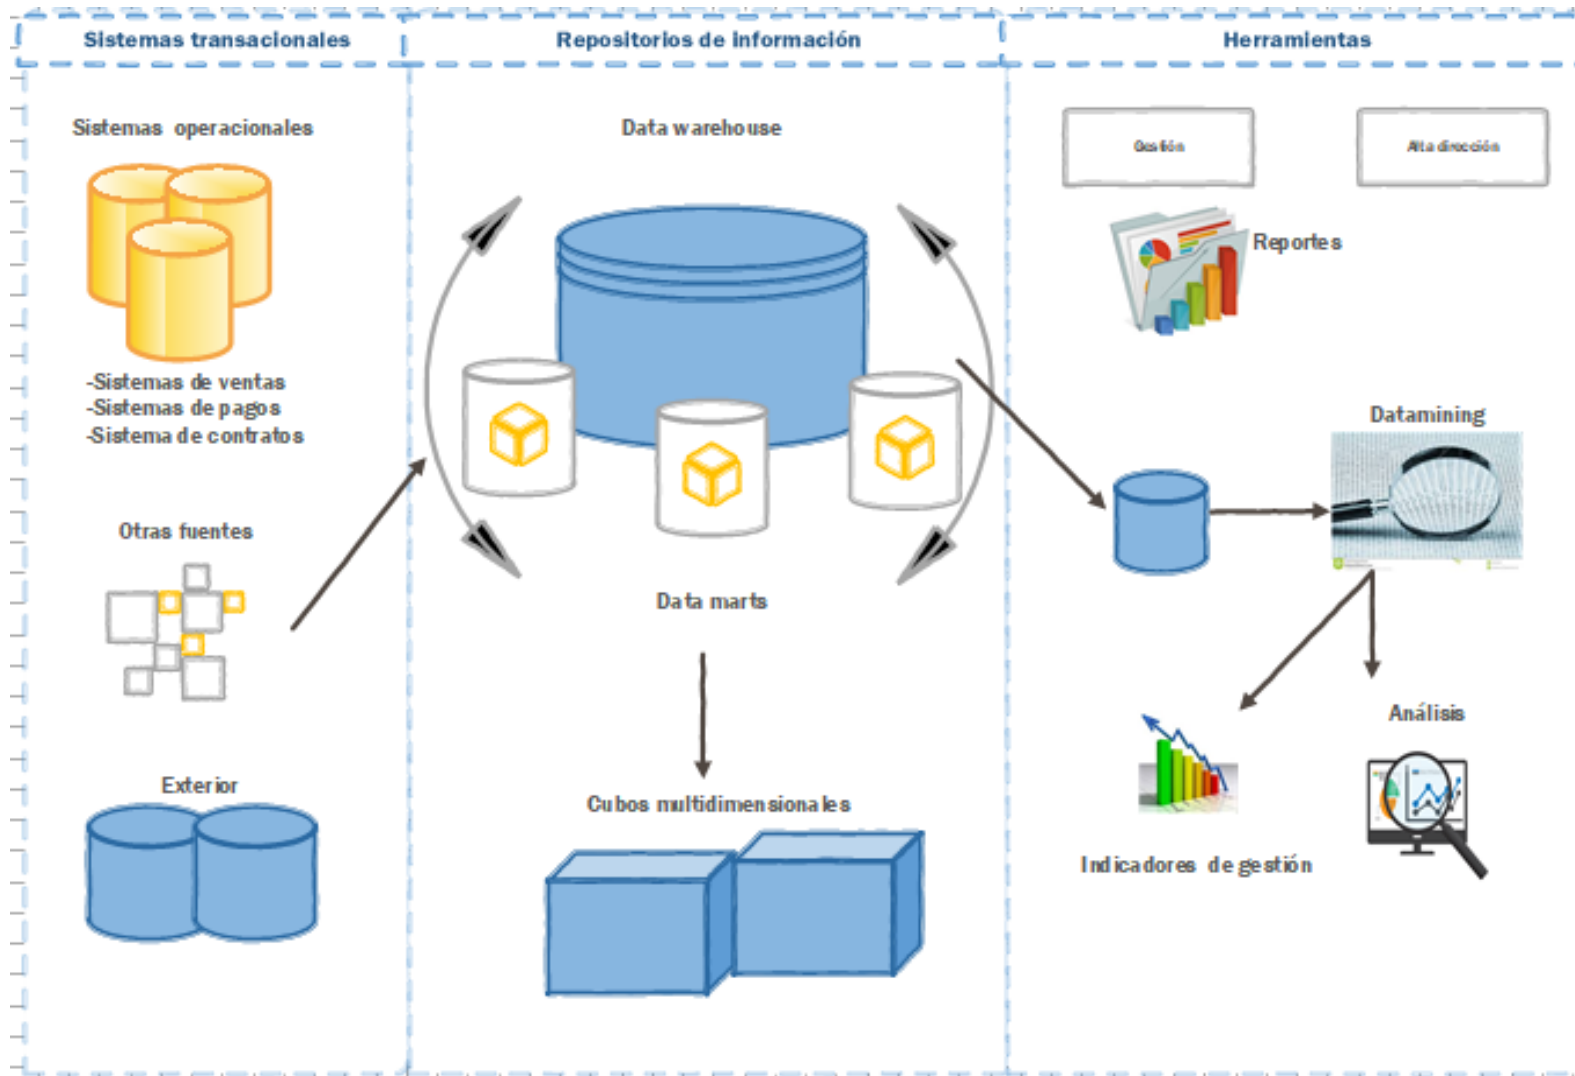 Sistemas transacionales
Repositorios de información
Herramientas
Sistemas operacionales
-Sistemas de ventas
-Sistemas de pagos
-Sistema de contratos
Otras fuentes
Exterior
Data warehouse
Data marts
Cubos multidimensionales
Gestión
Alta dirección
Reportes
Datamining
Análisis
Indicadores de gestión